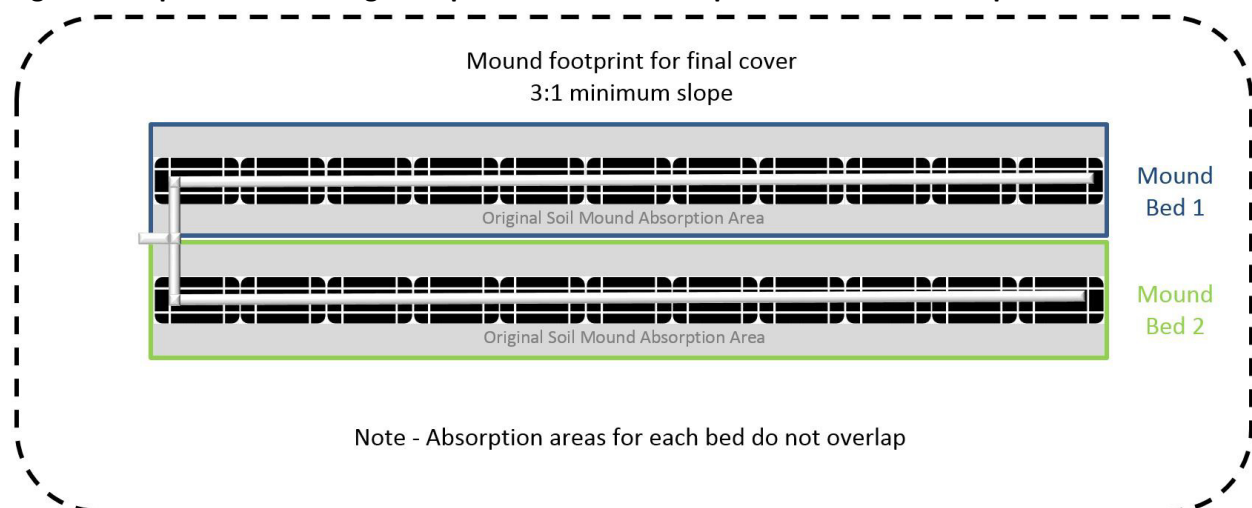 Mound footprint for final cover
3:1 minimum slope
Original Soil Mound Absorption Area
Mound
Bed 1
Original Soil Mound Absorption Area
Mound
Bed 2
Note - Absorption areas for each bed do not overlap